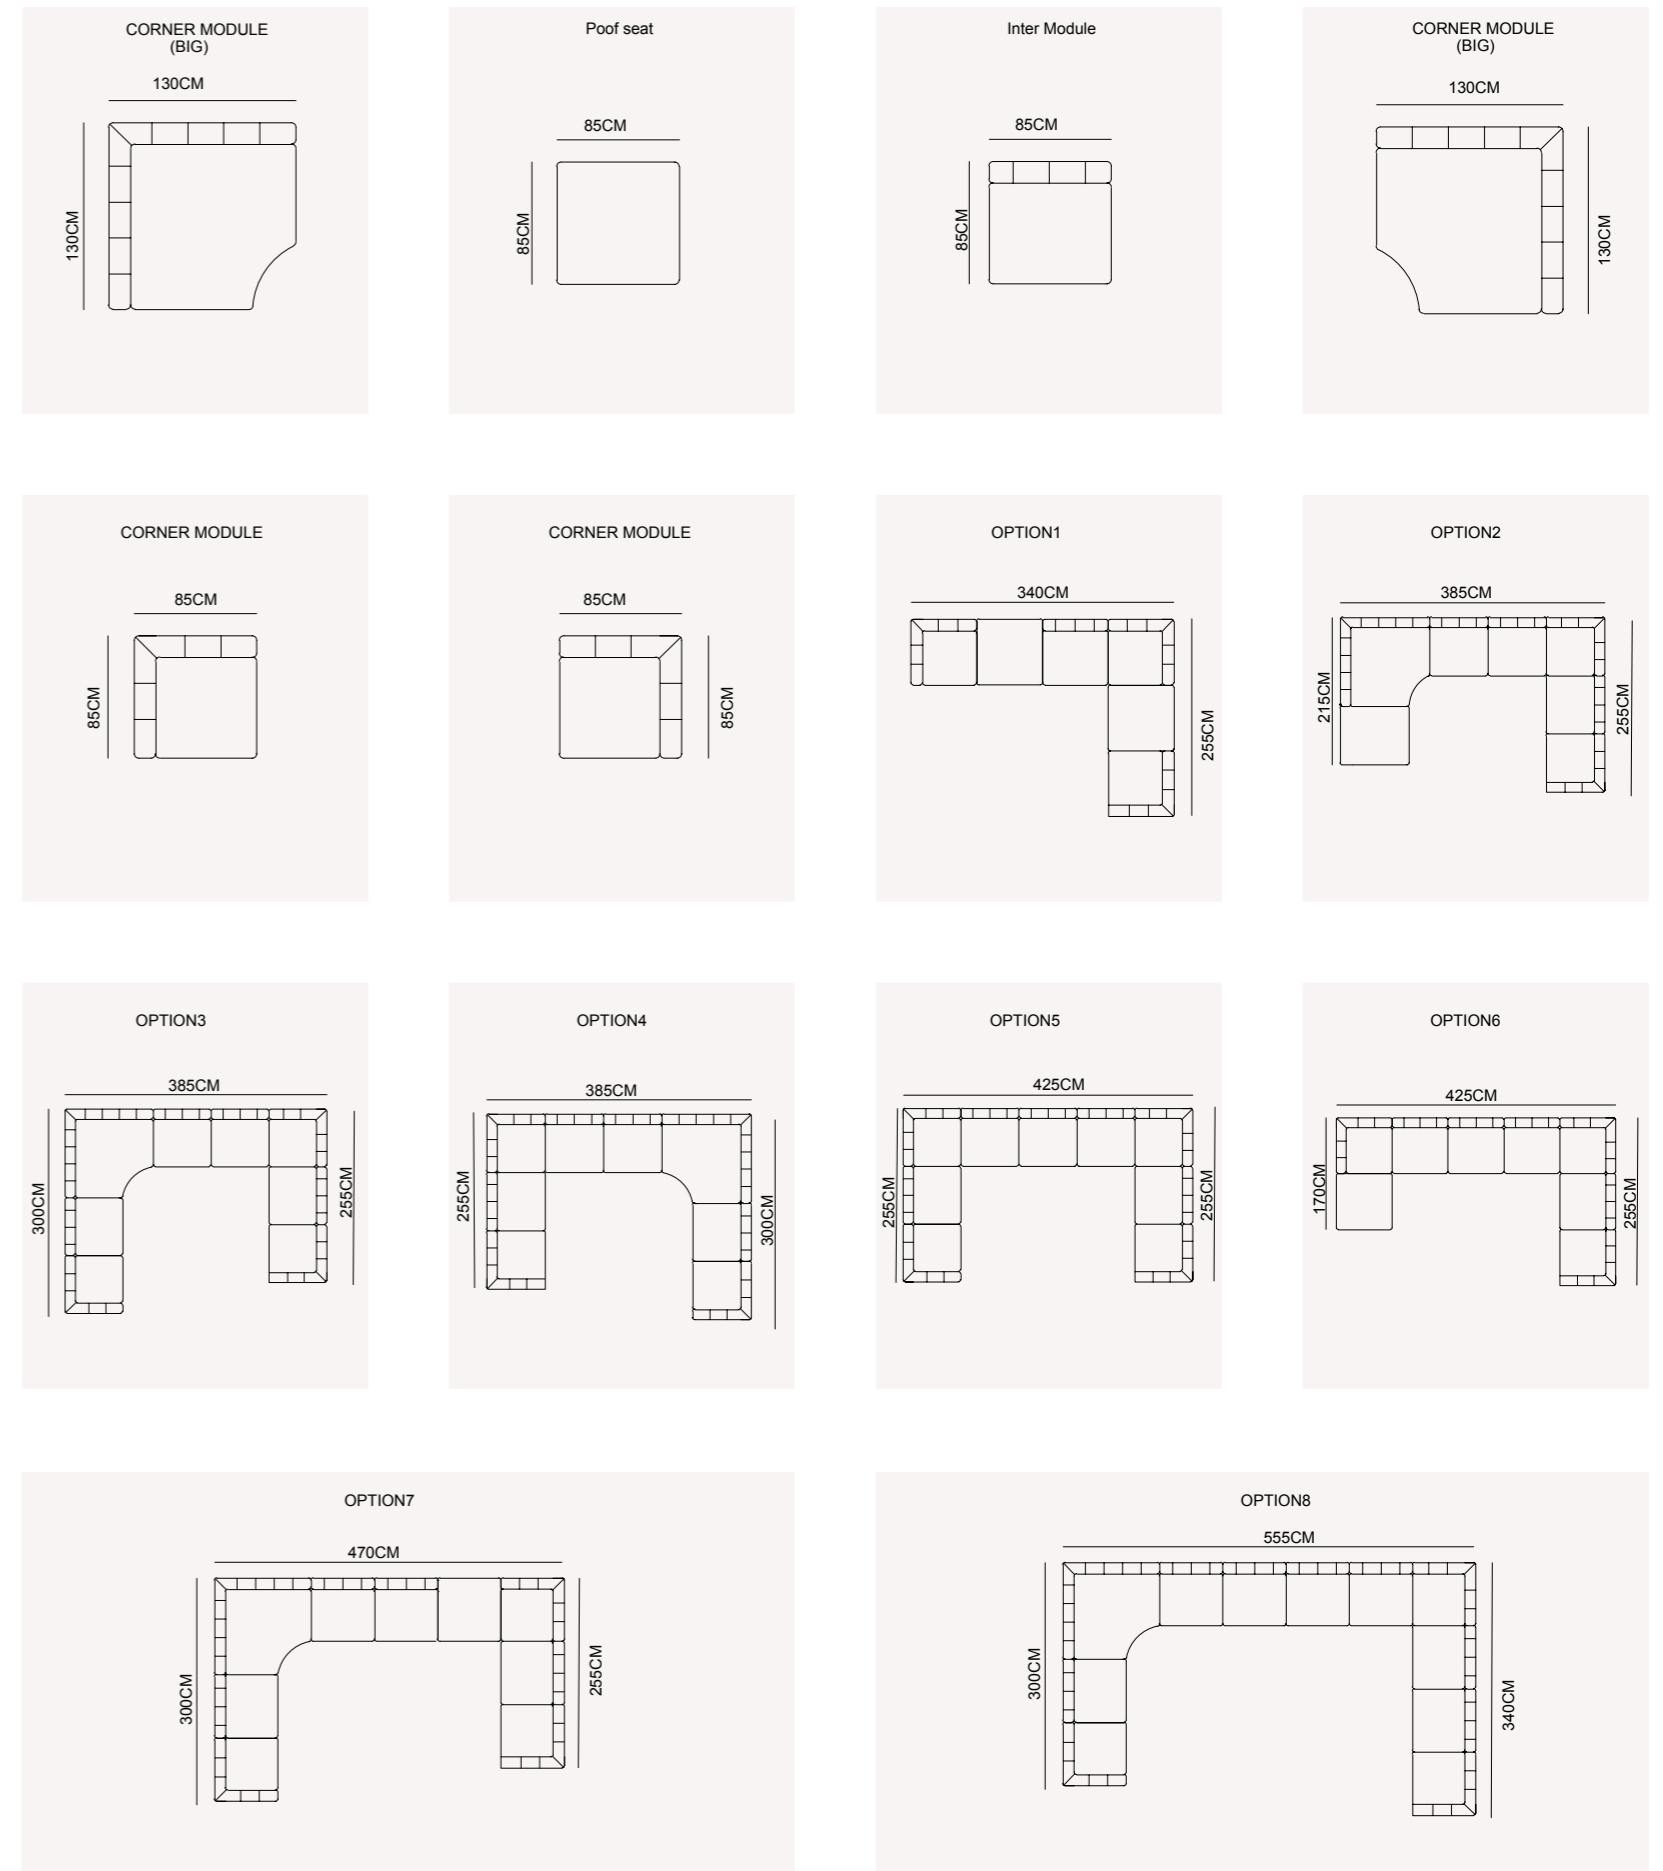 CORNER MODULE
(BIG)
130CM
130CM
Poof seat
85CM
85CM
Inter Module
85CM
85CM
CORNER MODULE
(BIG)
130CM
130CM
CORNER MODULE
85CM
85CM
CORNER MODULE
85CM
85CM
OPTION1
340CM
255CM
OPTION2
385CM
215CM
255CM
OPTION3
385CM
300CM
255CM
OPTION4
385CM
255CM
300CM
OPTION5
425CM
255CM
255CM
OPTION6
425CM
170CM
255CM
OPTION7
470CM
300CM
255CM
OPTION8
555CM
300CM
340CM